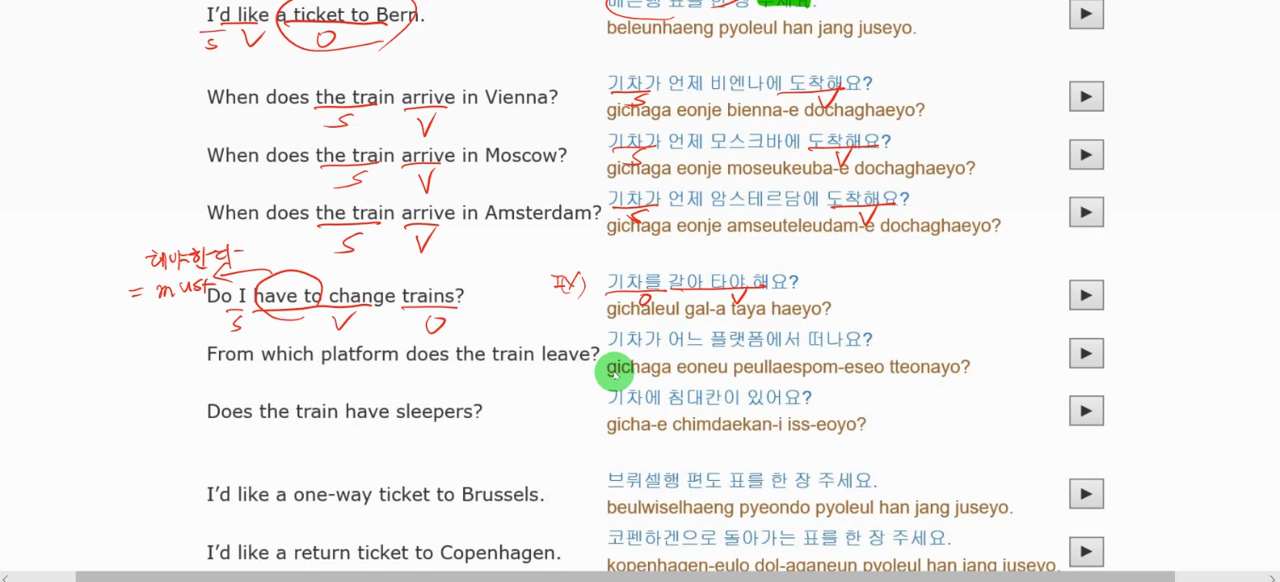 I'd like a ticket to Bern.
beleunhaeng pyoleul han jang juseyo.
S V O
When does the train arrive in Vienna?
기차가 언제 비엔나에 도착해요?
S V
S V
gichaga eonje bienna-e dochaghaeyo?
When does the train arrive in Moscow?
기차가 언제 모스크바에 도착해요?
S V
S V
gichaga eonje moseukeuba-e dochaghaeyo?
When does the train arrive in Amsterdam?
기차가 언제 암스테르담에 도착해요?
S V
S V
gichaga eonje amseuteleudam-e dochaghaeyo?
해야한다
= must
Do I have to change trains?
I(X)
기차를 갈아 타야 해요?
S V O
O V
gichaleul gal-a taya haeyo?
From which platform does the train leave?
기차가 어느 플랫폼에서 떠나요?
gichaga eoneu peullaespom-eseo tteonayo?
Does the train have sleepers?
기차에 침대칸이 있어요?
gicha-e chimdaekan-i iss-eoyo?
I'd like a one-way ticket to Brussels.
브뤼셀행 편도 표를 한 장 주세요.
beulwiselhaeng pyeondo pyoleul han jang juseyo.
I'd like a return ticket to Copenhagen.
코펜하겐으로 돌아가는 표를 한 장 주세요.
kopenhagen-eulo dol-aganeun pyoleul han jang juseyo.